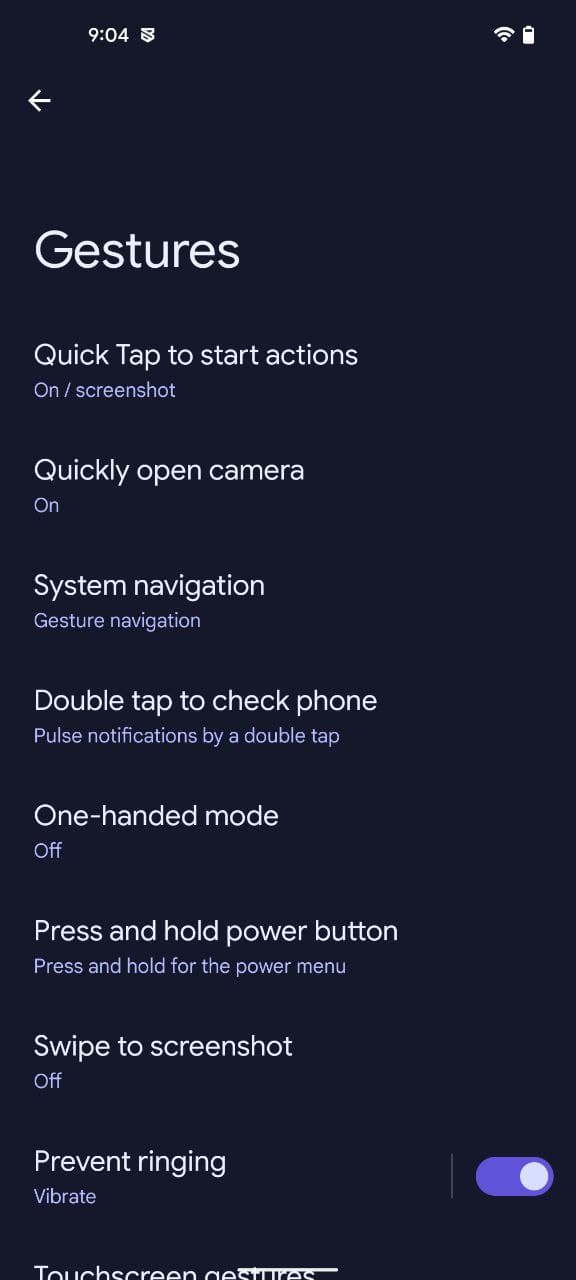 9:04
Gestures
Quick Tap to start actions
On / screenshot
Quickly open camera
On
System navigation
Gesture navigation
Double tap to check phone
Pulse notifications by a double tap
One-handed mode
Off
Press and hold power button
Press and hold for the power menu
Swipe to screenshot
Off
Prevent ringing
Vibrate
Touchscreen gestures